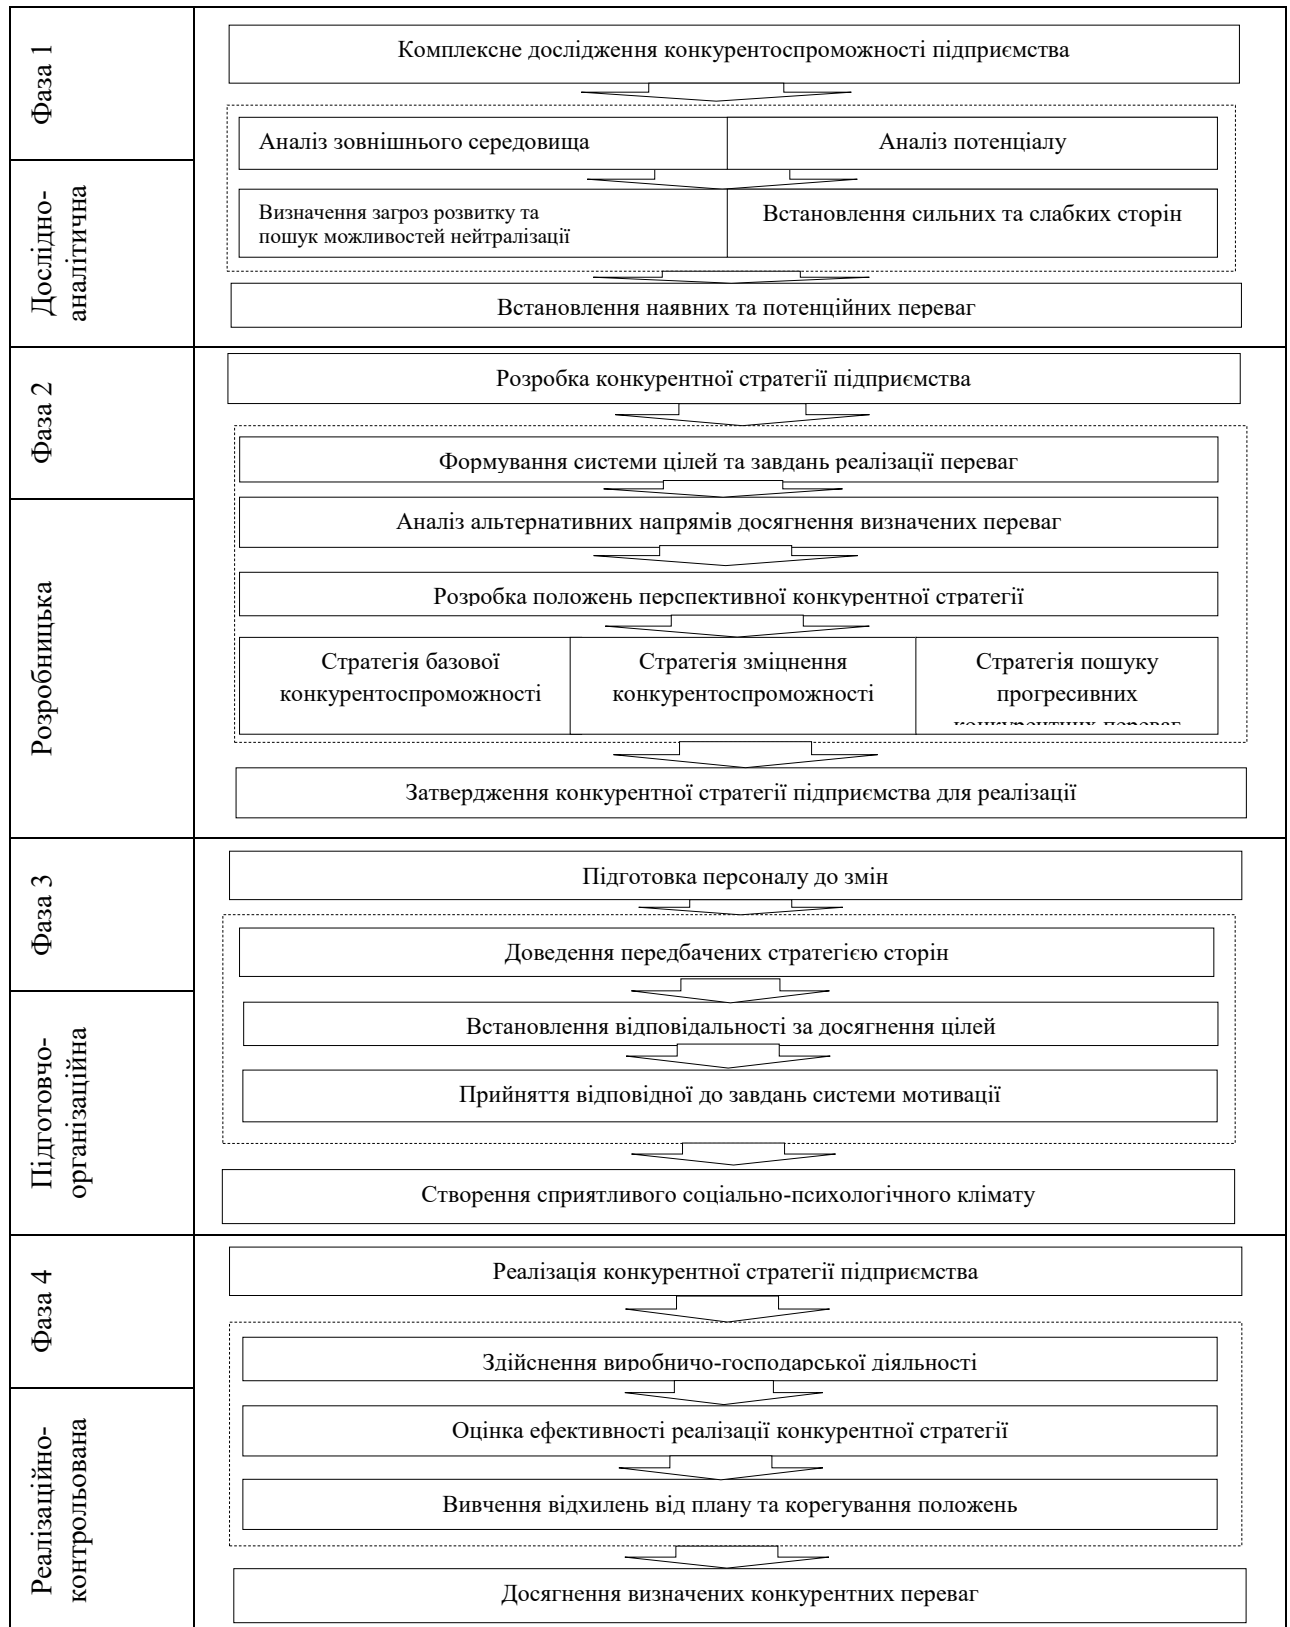 Фаза 1
Дослідно-
аналітична
Комплексне дослідження конкурентоспроможності підприємства
Аналіз зовнішнього середовища
Аналіз потенціалу
Визначення загроз розвитку та
пошук можливостей нейтралізації
Встановлення сильних та слабких сторін
Встановлення наявних та потенційних переваг
Фаза 2
Розробницька
Розробка конкурентної стратегії підприємства
Формування системи цілей та завдань реалізації переваг
Аналіз альтернативних напрямів досягнення визначених переваг
Розробка положень перспективної конкурентної стратегії
Стратегія базової
конкурентоспроможності
Стратегія зміцнення
конкурентоспроможності
Стратегія пошуку
прогресивних
конкурентних переваг
Затвердження конкурентної стратегії підприємства для реалізації
Фаза 3
Підготовчо-
організаційна
Підготовка персоналу до змін
Доведення передбачених стратегією сторін
Встановлення відповідальності за досягнення цілей
Прийняття відповідної до завдань системи мотивації
Створення сприятливого соціально-психологічного клімату
Фаза 4
Реалізаційно-
контрольована
Реалізація конкурентної стратегії підприємства
Здійснення виробничо-господарської діяльності
Оцінка ефективності реалізації конкурентної стратегії
Вивчення відхилень від плану та корегування положень
Досягнення визначених конкурентних переваг